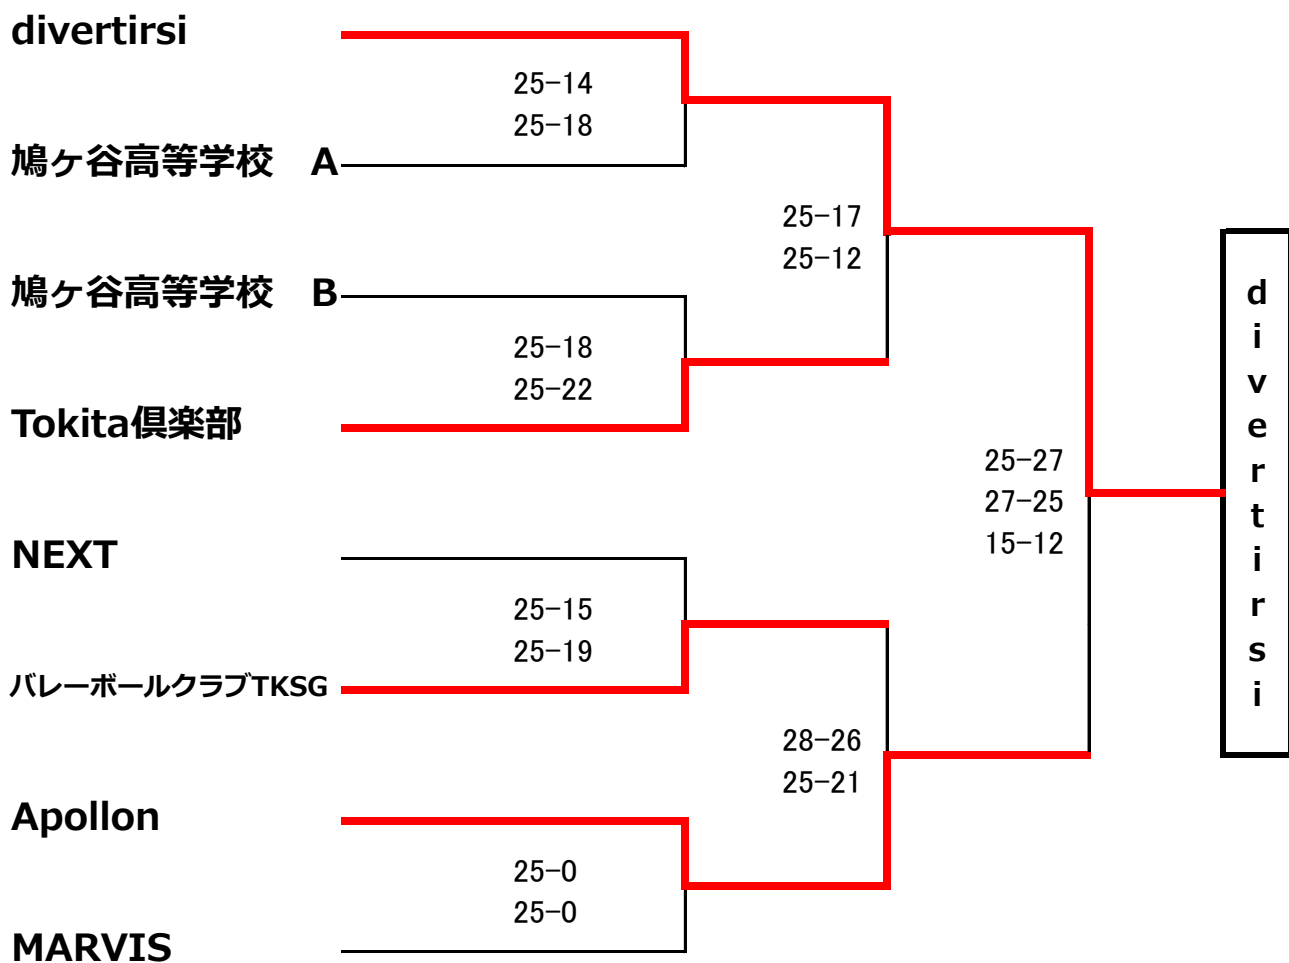 divertirsi
25-14
25-18
鳩ヶ谷高等学校　A
25-17
25-12
鳩ヶ谷高等学校　B
25-18
25-22
Tokita倶楽部
25-27
27-25
15-12
divertirsi
NEXT
25-15
25-19
バレーボールクラブTKSG
28-26
25-21
Apollon
25-0
25-0
MARVIS